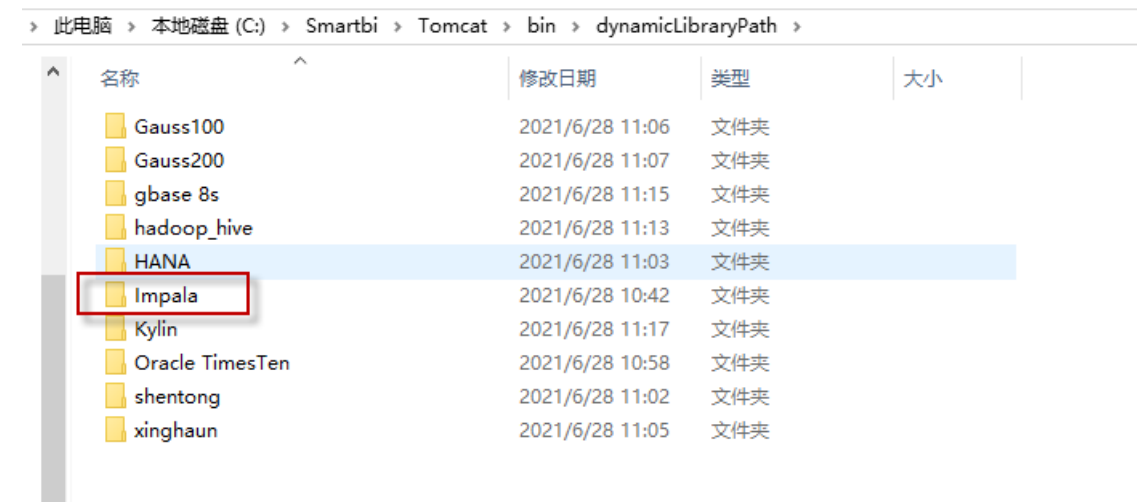 此电脑 > 本地磁盘 (C:) > Smartbi > Tomcat > bin > dynamicLibraryPath >
名称 修改日期 类型 大小
Gauss100 2021/6/28 11:06 文件夹
Gauss200 2021/6/28 11:07 文件夹
gbase 8s 2021/6/28 11:15 文件夹
hadoop_hive 2021/6/28 11:13 文件夹
HANA 2021/6/28 11:03 文件夹
Impala 2021/6/28 10:42 文件夹
Kylin 2021/6/28 11:17 文件夹
Oracle TimesTen 2021/6/28 10:58 文件夹
shentong 2021/6/28 11:02 文件夹
xinghaun 2021/6/28 11:05 文件夹